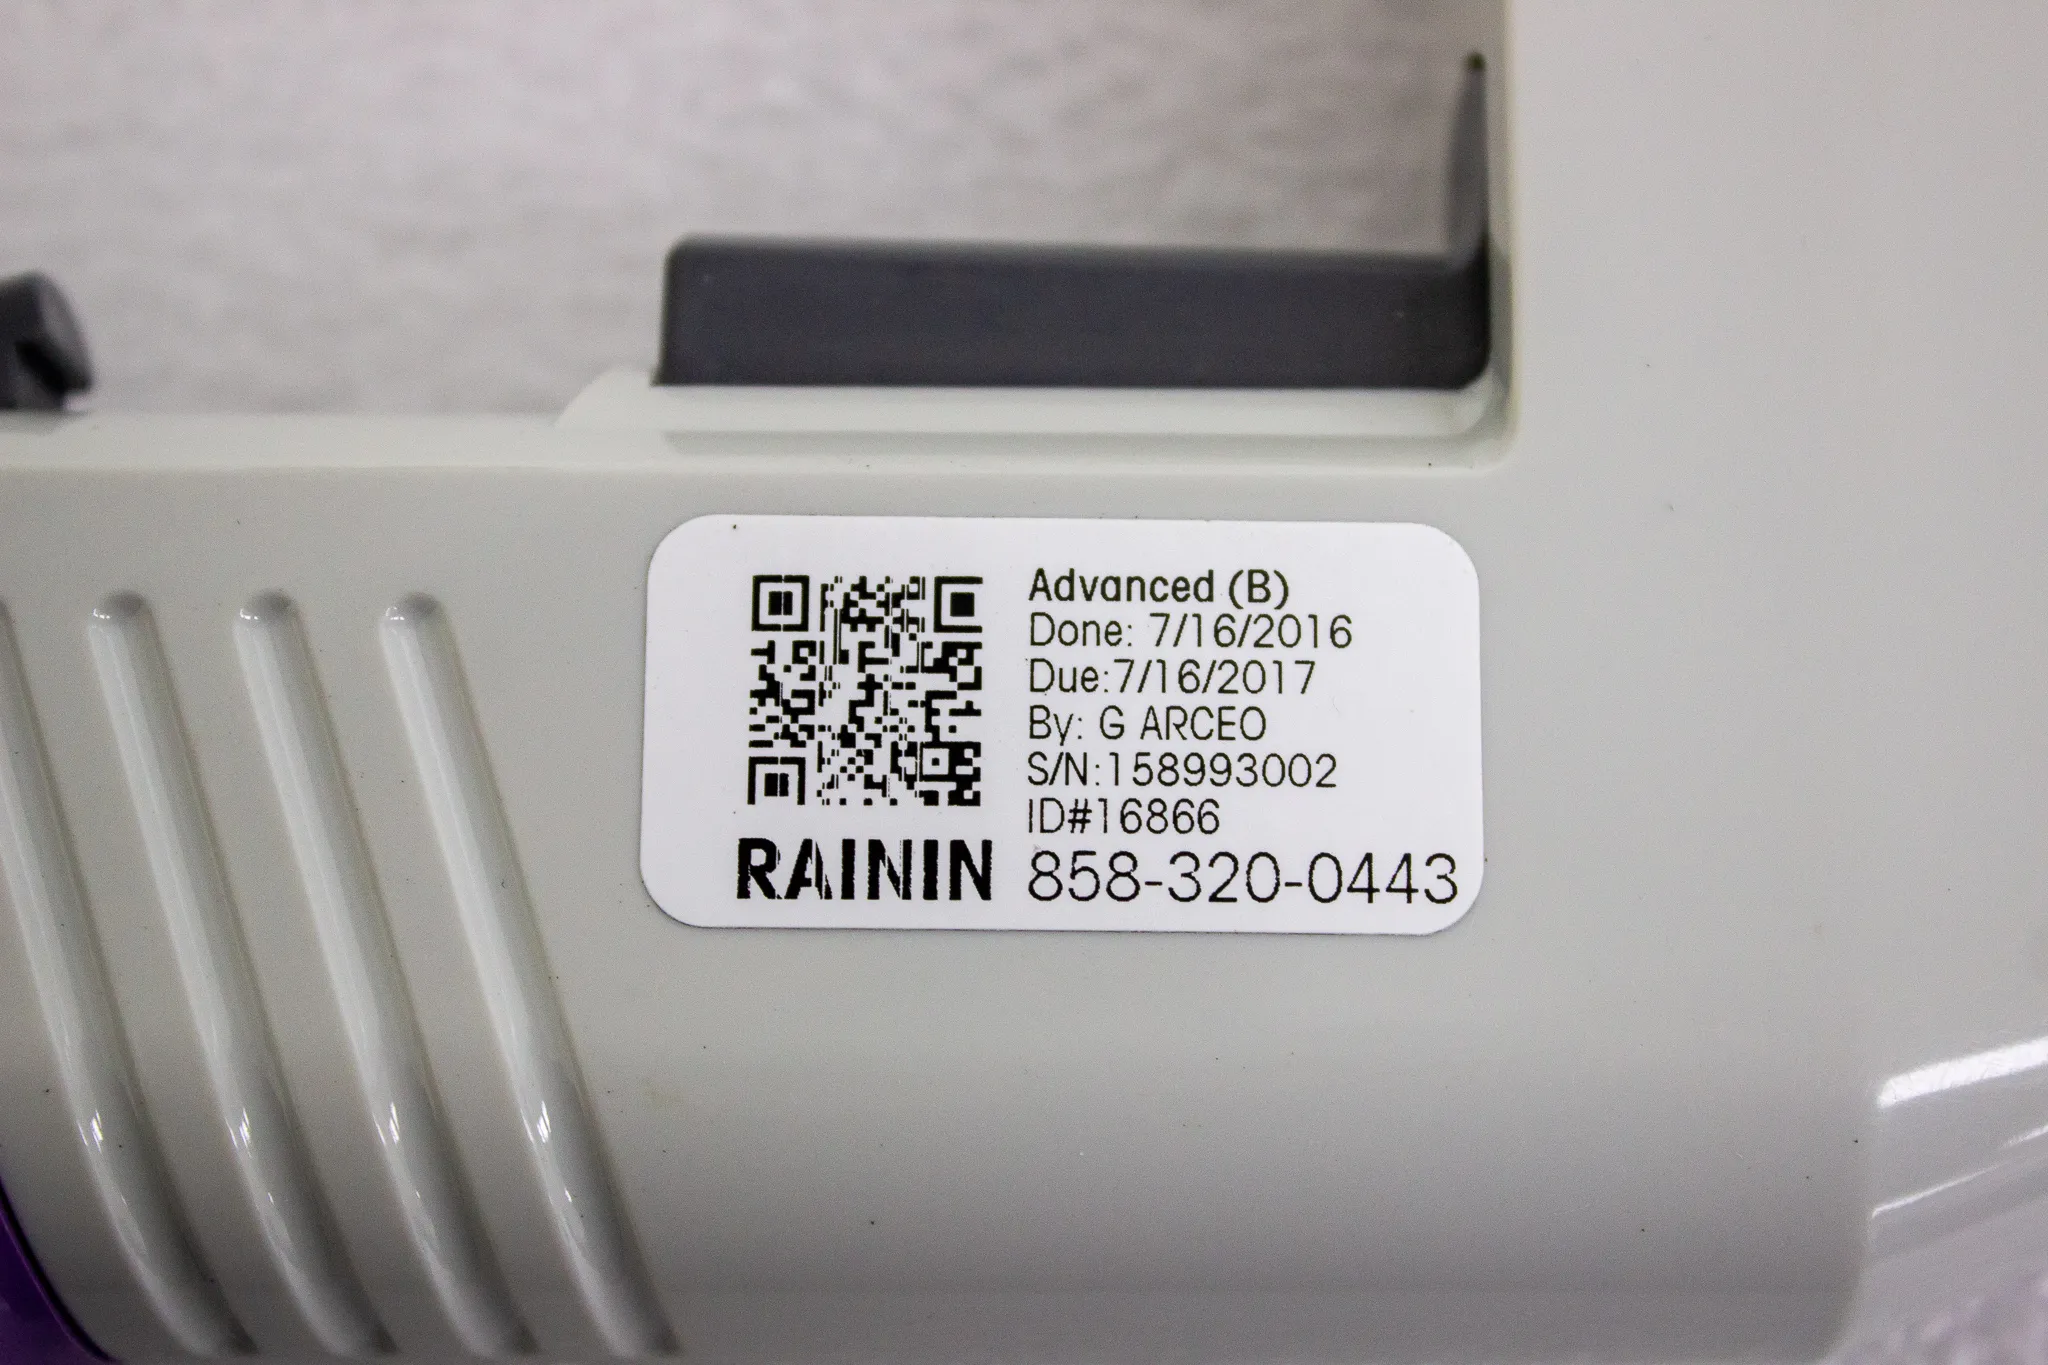 Advanced (B)
Done: 7/16/2016
Due:7/16/2017
By: G ARCEO
S/N:158993002
ID#16866
RAININ 858-320-0443